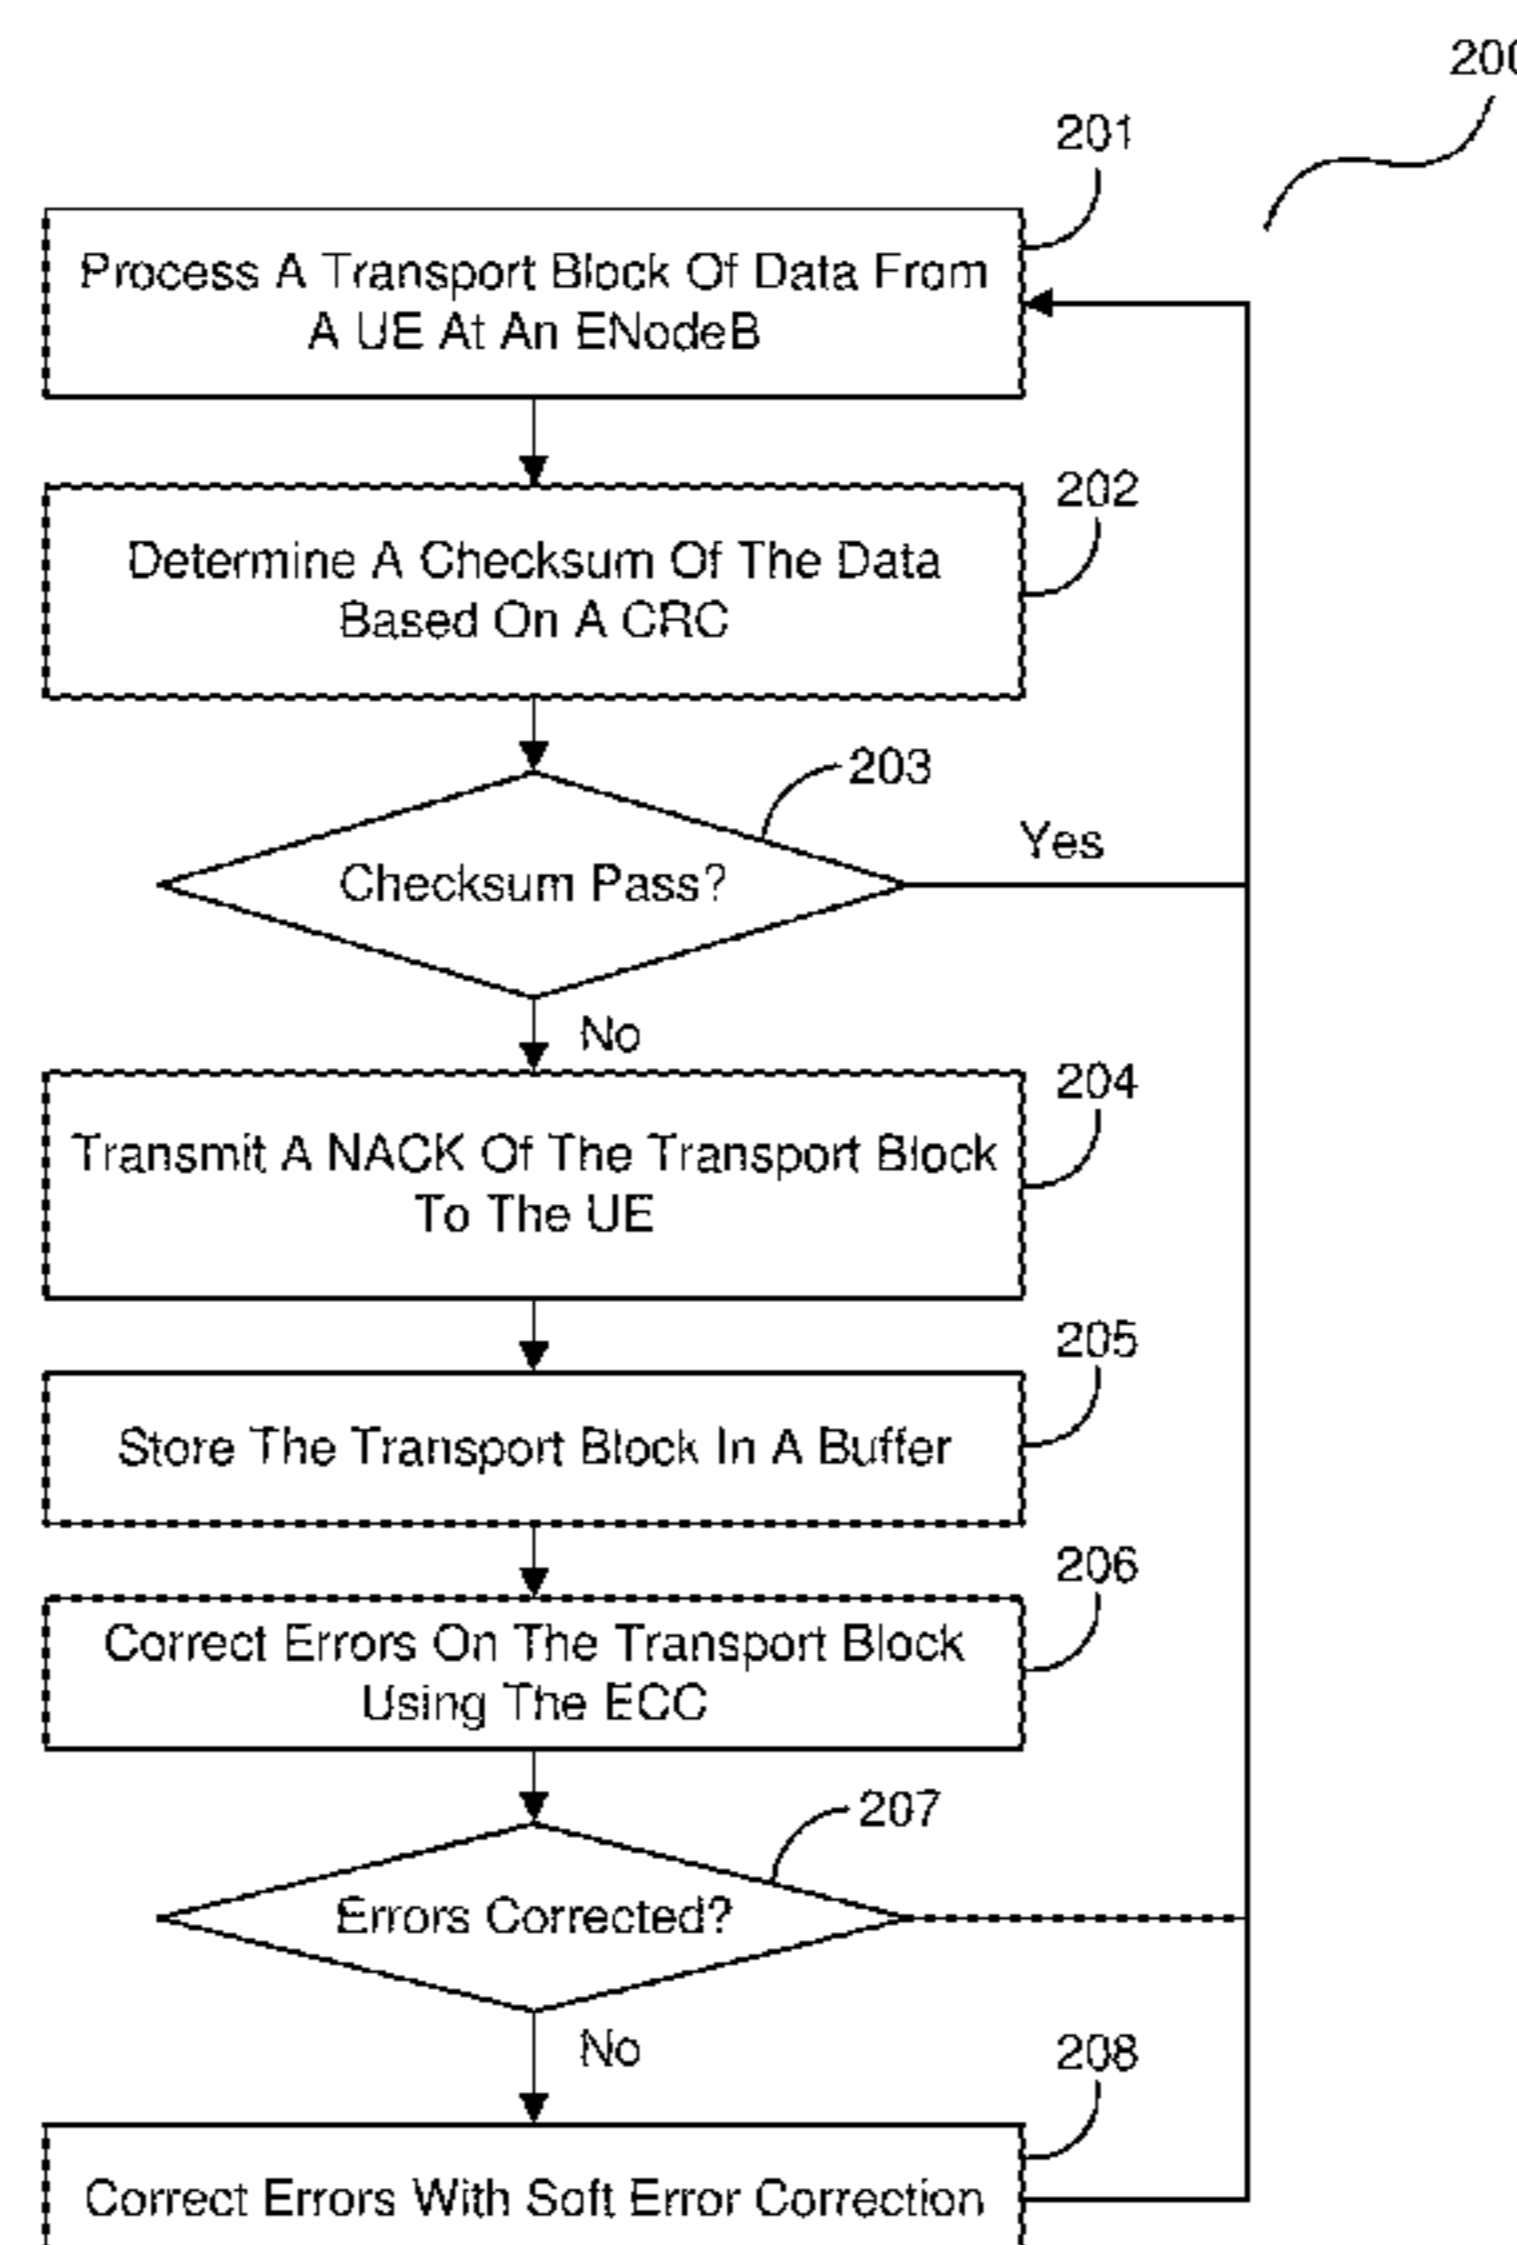 200
201
Process A Transport Block Of Data From
A UE At An ENodeB
202
Determine A Checksum Of The Data
Based On A CRC
203
Checksum Pass?
Yes
No
204
Transmit A NACK Of The Transport Block
To The UE
205
Store The Transport Block In A Buffer
206
Correct Errors On The Transport Block
Using The ECC
207
Errors Corrected?
No
208
Correct Errors With Soft Error Correction